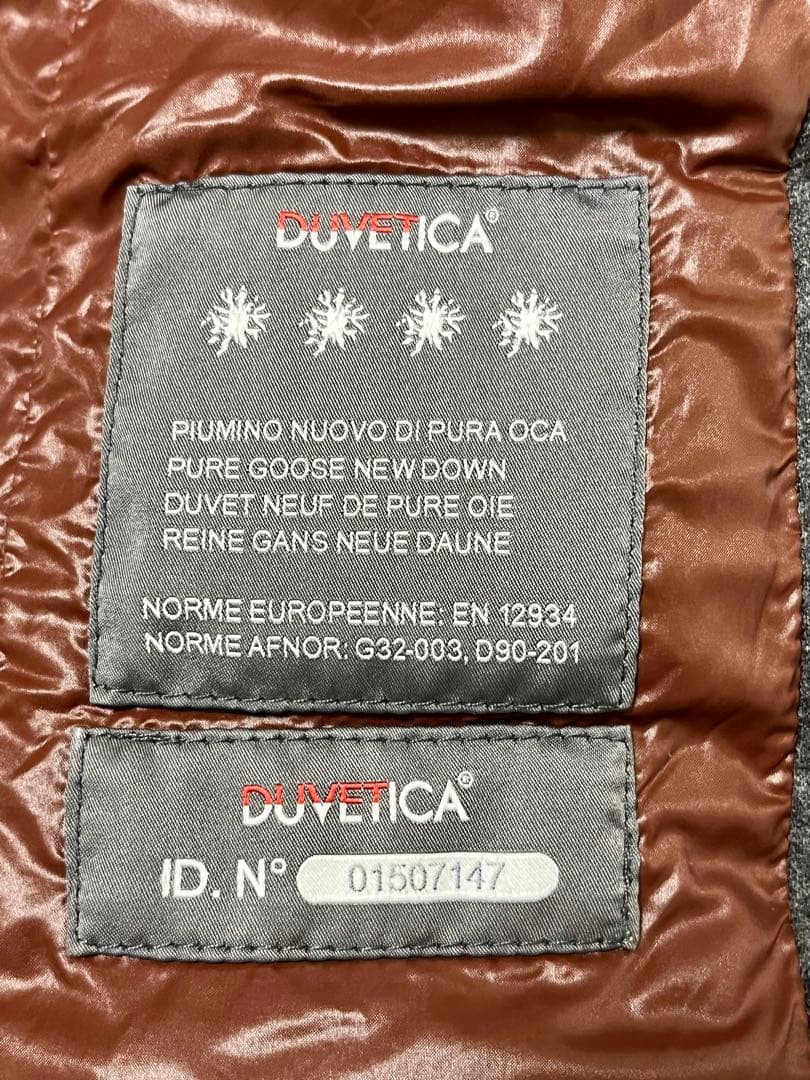 DUVETICA®
PIUMINO NUOVO DI PURA OCA
PURE GOOSE NEW DOWN
DUVET NEUF DE PURE OIE
REINE GANS NEUE DAUNE
NORME EUROPEENNE: EN 12934
NORME AFNOR: G32-003, D90-201
DUVETICA®
ID. N° 01507147